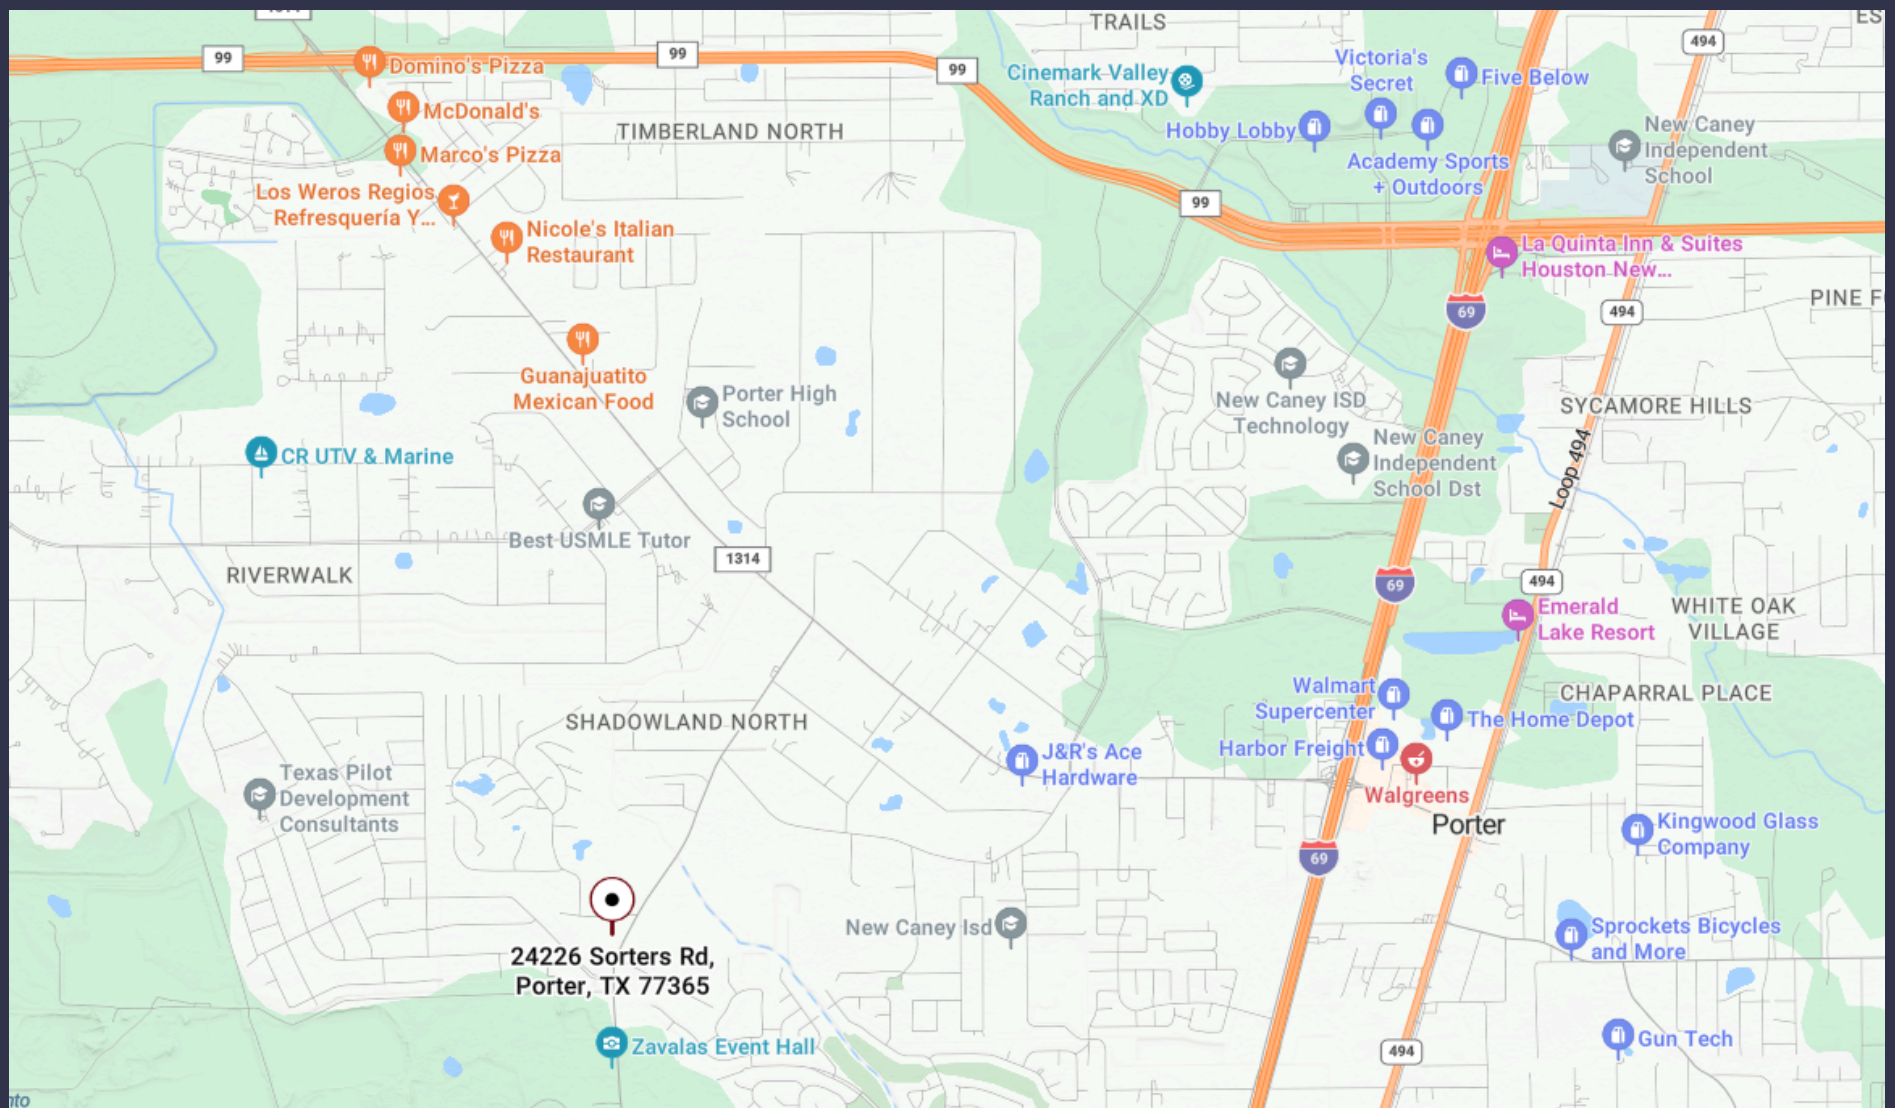 TRAILS
494
99
99
99
Domino's Pizza
Cinemark Valley
Ranch and XD
Victoria's
Secret
Five Below
McDonald's
TIMBERLAND NORTH
Hobby Lobby
Academy Sports
+ Outdoors
New Caney
Independent
School
Marco's Pizza
Los Weros Regios
Refresquería Y...
99
Nicole's Italian
Restaurant
La Quinta Inn & Suites
Houston New...
69
494
PINE F
Guanajuatito
Mexican Food
Porter High
School
New Caney ISD
Technology
SYCAMORE HILLS
CR UTV & Marine
New Caney
Independent
School Dst
Loop 494
Best USMLE Tutor
1314
RIVERWALK
69
494
Emerald
Lake Resort
WHITE OAK
VILLAGE
Walmart
Supercenter
CHAPARRAL PLACE
SHADOWLAND NORTH
The Home Depot
Harbor Freight
J&R's Ace
Hardware
Texas Pilot
Development
Consultants
Walgreens
Porter
Kingwood Glass
Company
69
New Caney Isd
Sprockets Bicycles
and More
24226 Sorters Rd,
Porter, TX 77365
Zavalas Event Hall
494
Gun Tech